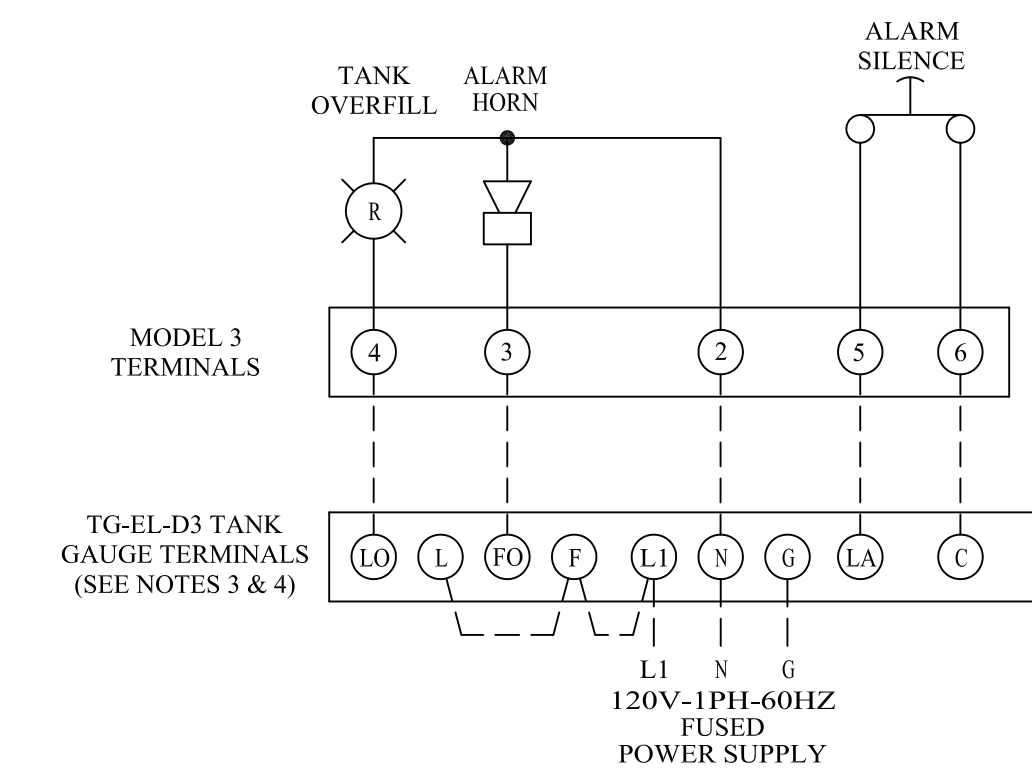 ALARM
SILENCE
TANK
OVERFILL
ALARM
HORN
R
MODEL 3
TERMINALS
4 3 2 5 6
TG-EL-D3 TANK
GAUGE TERMINALS
(SEE NOTES 3 & 4)
LO L FO F L1 N G LA C
L1 N G
120V-1PH-60HZ
FUSED
POWER SUPPLY